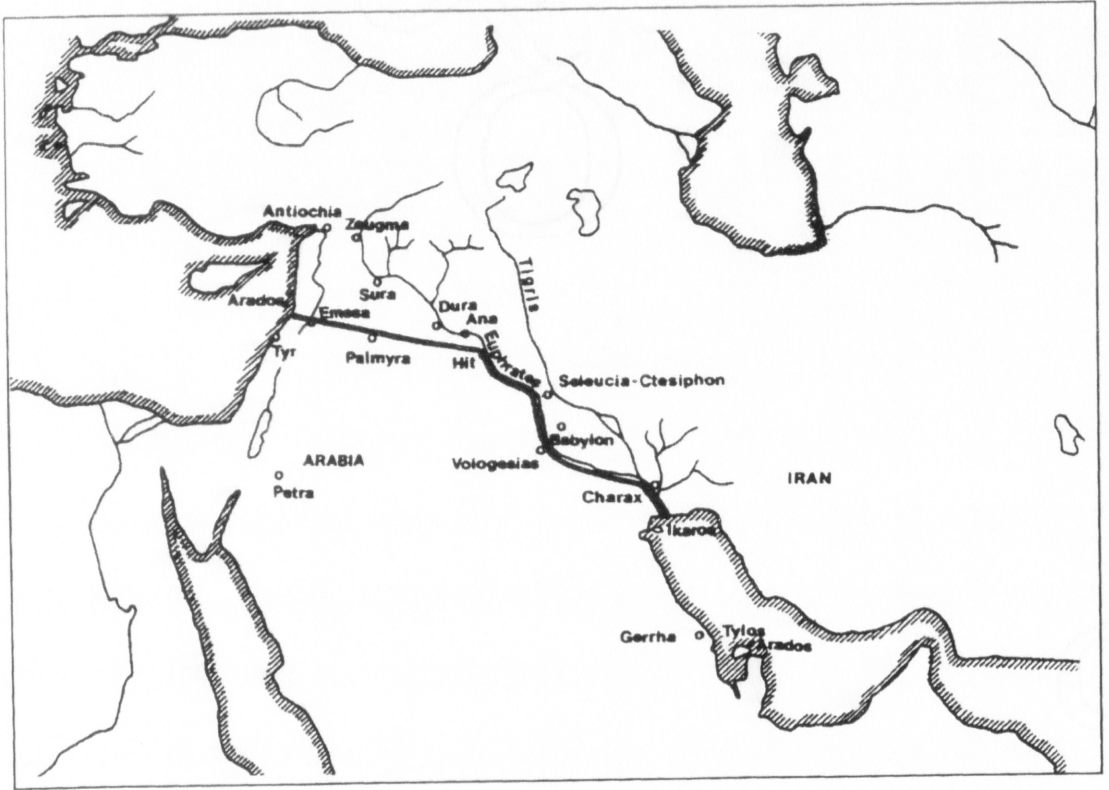 Antiochia
Zeugma
Tigris
Sura
Arados
Emesa
Dura
Ana
Euphrates
Tyr
Palmyra
Hit
Seleucia-Ctesiphon
Babylon
Vologesias
ARABIA
Petra
Charax
IRAN
Ikaros
Gerrha
Tylos
Arados